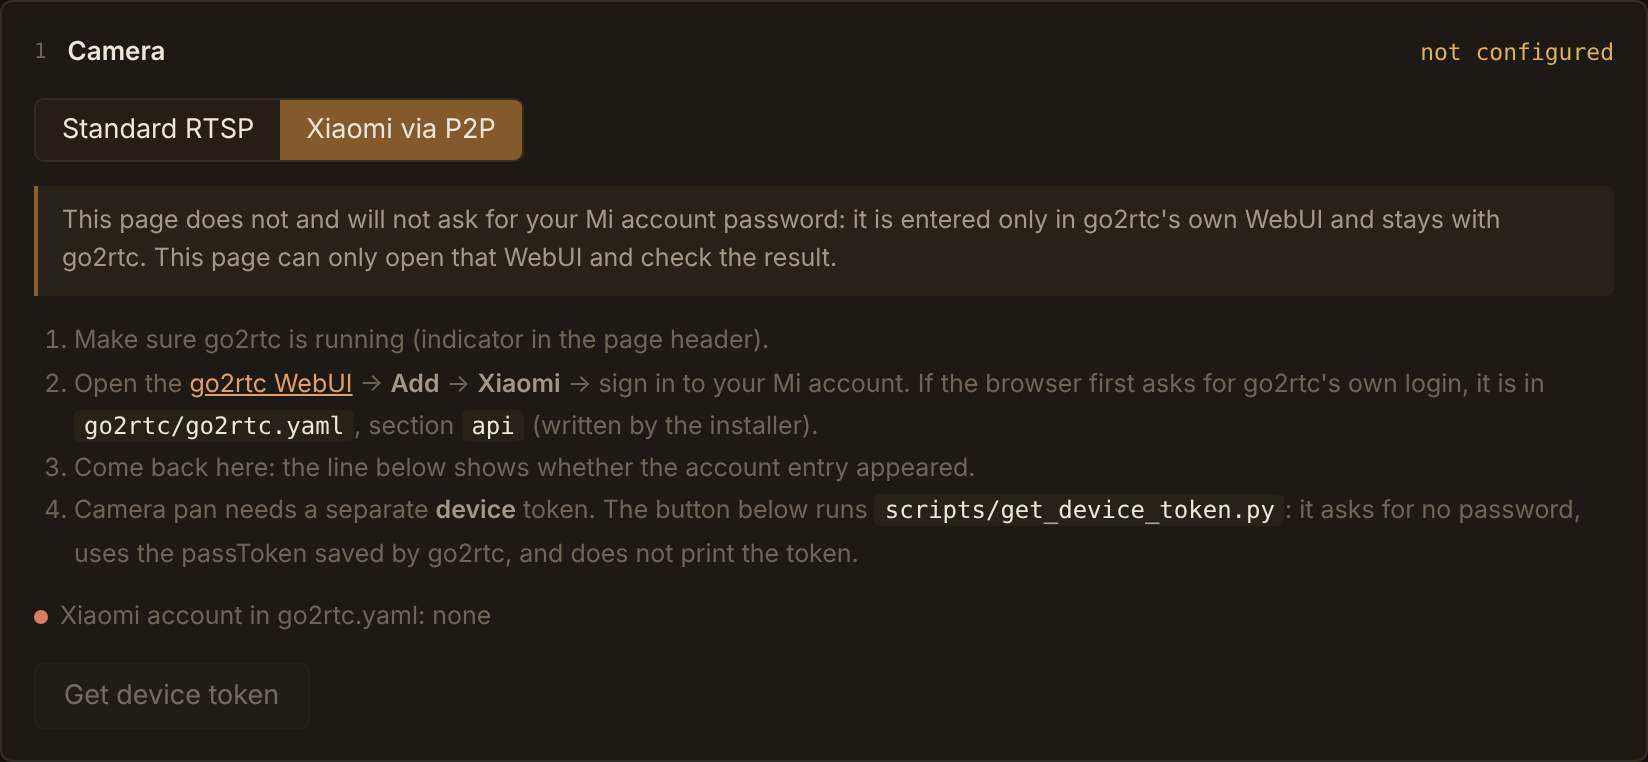 1 Camera
not configured
Standard RTSP
Xiaomi via P2P
This page does not and will not ask for your Mi account password: it is entered only in go2rtc's own WebUI and stays with
go2rtc. This page can only open that WebUI and check the result.
1. Make sure go2rtc is running (indicator in the page header).
2. Open the go2rtc WebUI → Add → Xiaomi → sign in to your Mi account. If the browser first asks for go2rtc's own login, it is in
go2rtc/go2rtc.yaml, section api (written by the installer).
3. Come back here: the line below shows whether the account entry appeared.
4. Camera pan needs a separate device token. The button below runs scripts/get_device_token.py: it asks for no password,
uses the passToken saved by go2rtc, and does not print the token.
Xiaomi account in go2rtc.yaml: none
Get device token